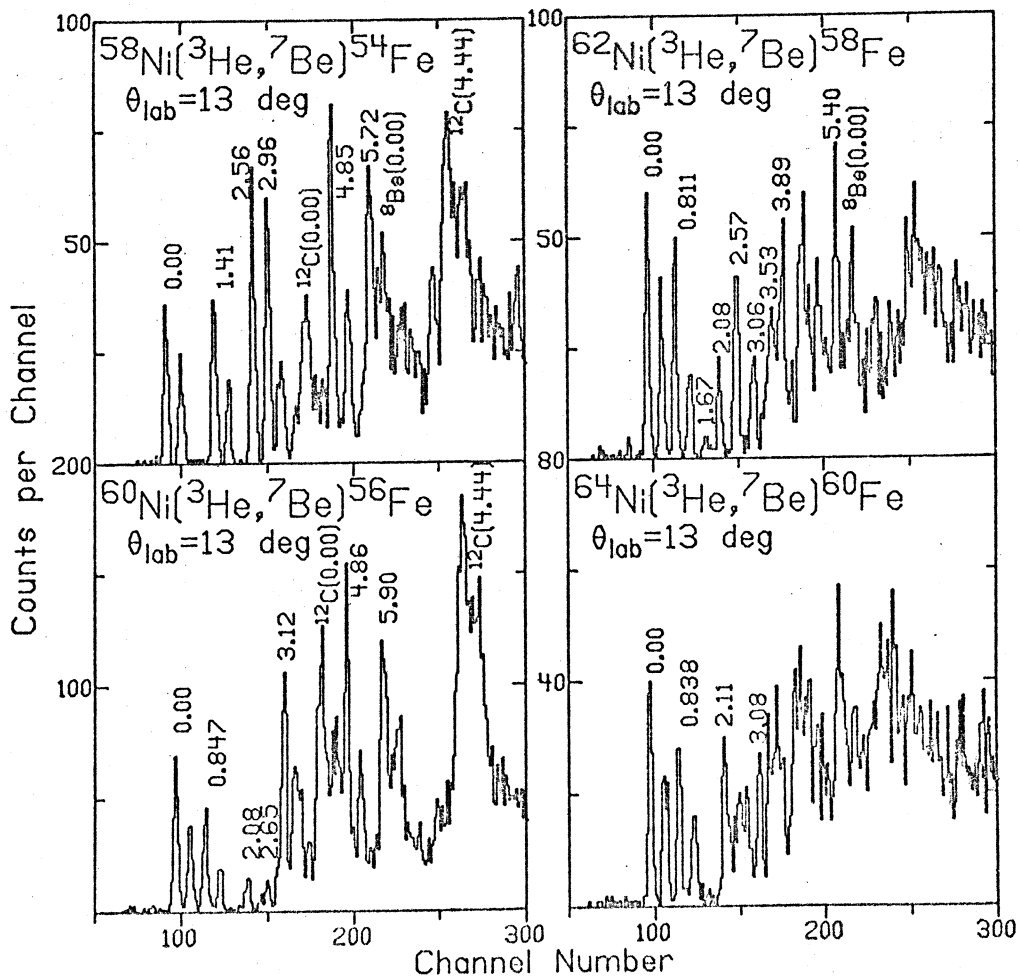 Counts per Channel
100
50
58Ni(3He,7Be)54Fe
θlab=13 deg
0.00
1.41
2.56
2.96
12C(0.00)
4.85
5.72
8Be(0.00)
12C(4.44)
100
50
62Ni(3He,7Be)58Fe
θlab=13 deg
0.00
0.811
1.67
2.08
2.57
3.06
3.53
3.89
5.40
8Be(0.00)
200
100
60Ni(3He,7Be)56Fe
θlab=13 deg
0.00
0.847
2.08
2.65
3.12
12C(0.00)
4.86
5.90
12C(4.44)
100
200
300
80
40
64Ni(3He,7Be)60Fe
θlab=13 deg
0.00
0.838
2.11
3.08
100
200
300
Channel Number